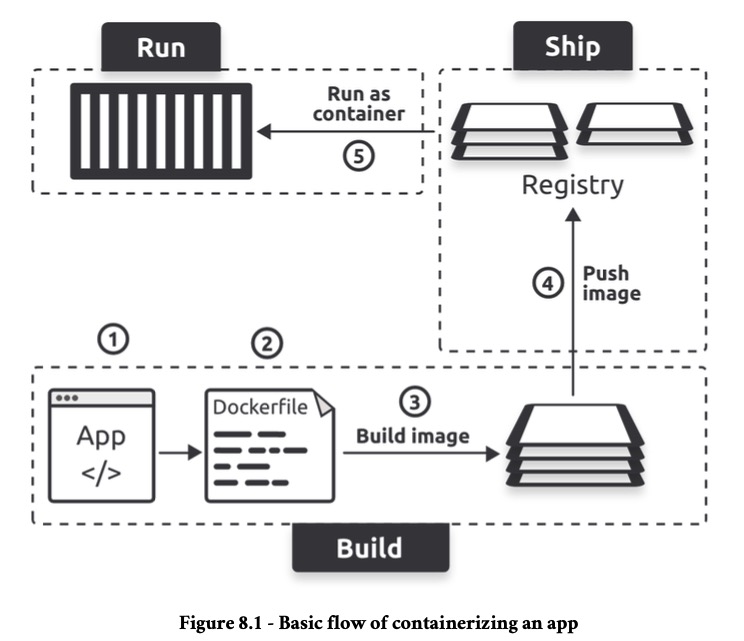 Run
Ship
Run as
container
5
Registry
4
Push
image
1
2
App
</>
Dockerfile
3
Build image
Build
Figure 8.1 - Basic flow of containerizing an app